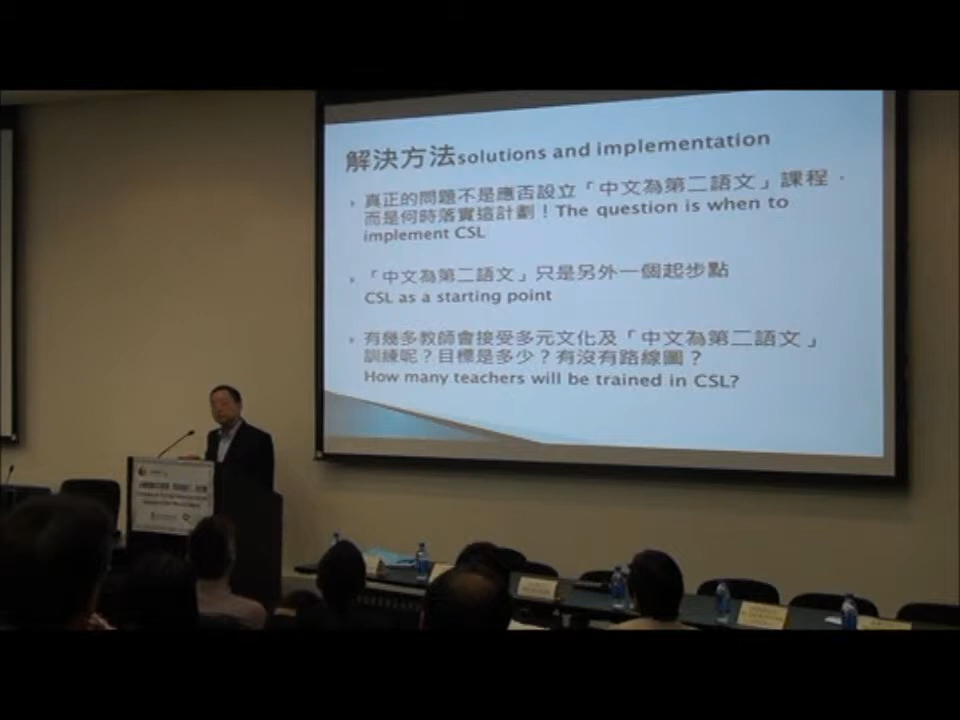 解決方法solutions and implementation
真正的問題不是應否設立「中文為第二語文」課程，
而是何時落實這計劃！The question is when to
implement CSL
「中文為第二語文」只是另外一個起步點
CSL as a starting point
有幾多教師會接受多元文化及「中文為第二語文」
訓練呢？目標是多少？有沒有路線圖？
How many teachers will be trained in CSL?